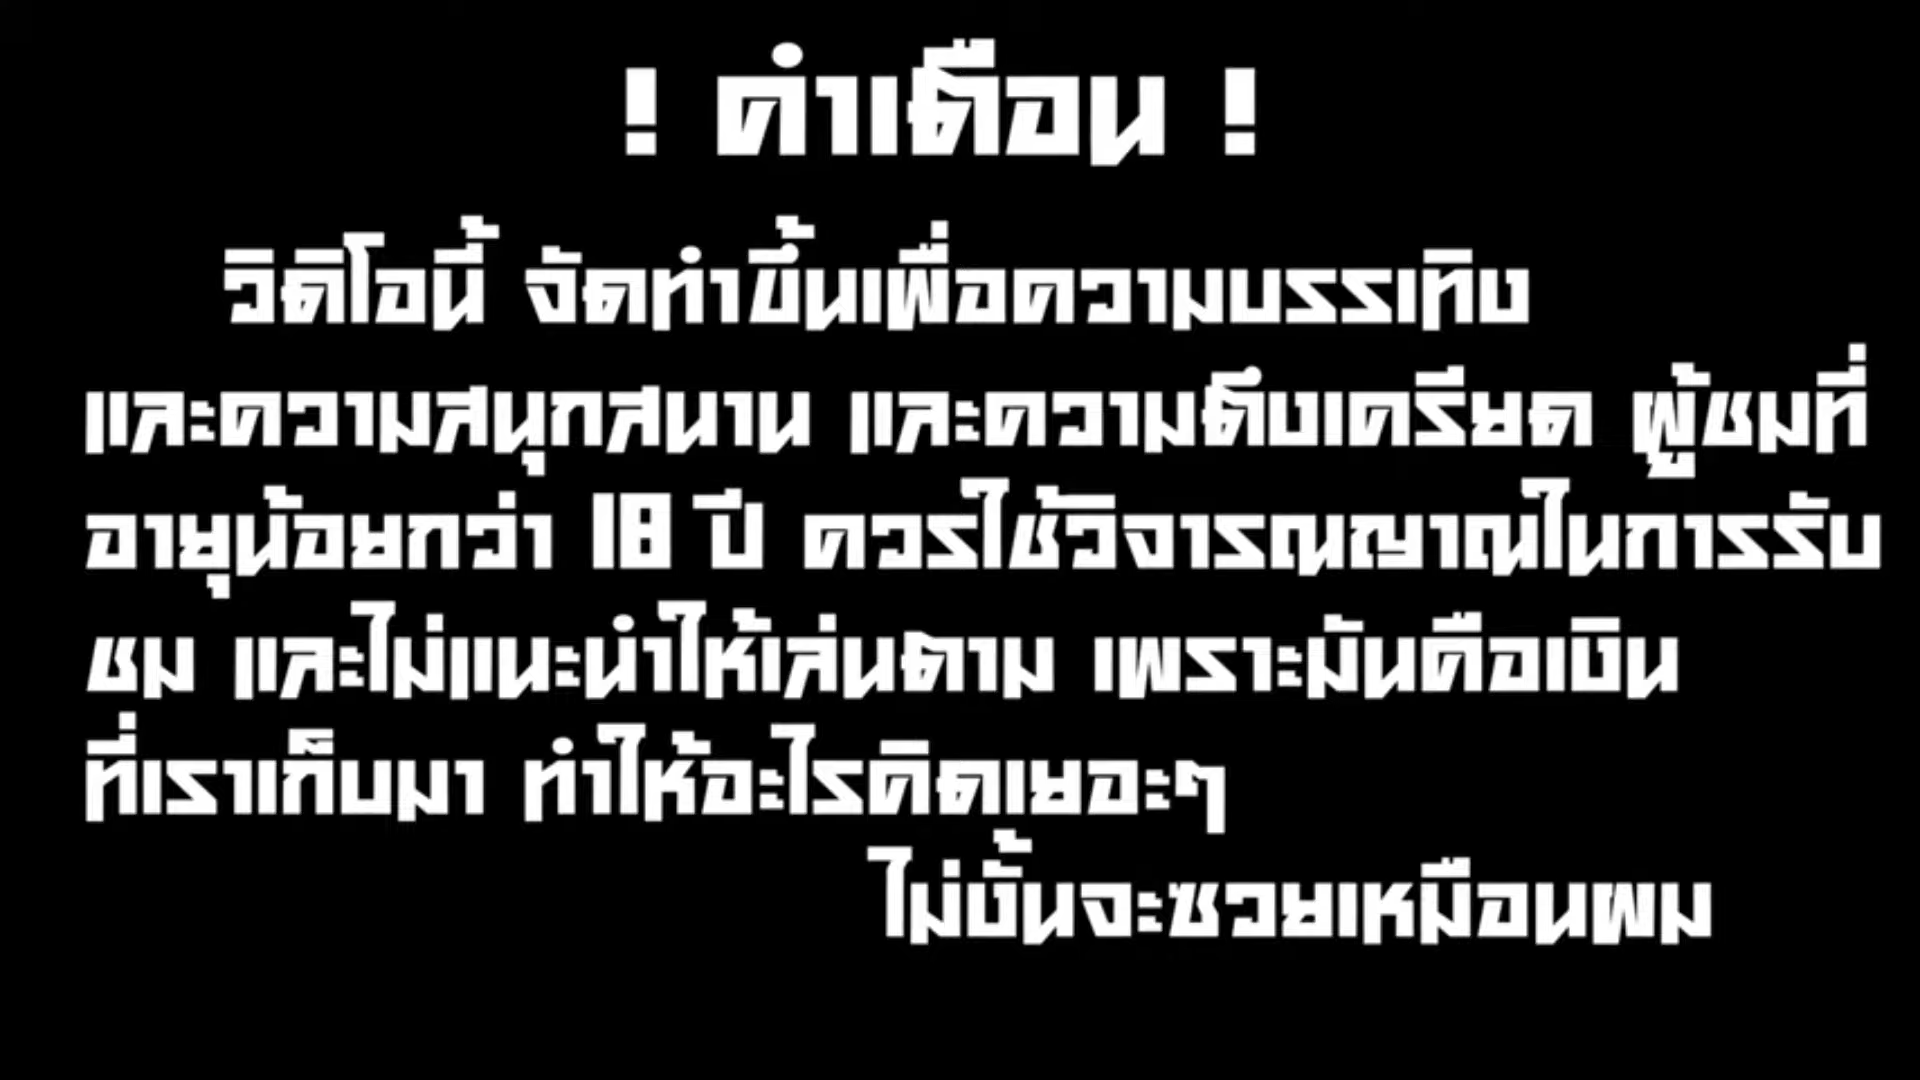 ! คำเตือน !
วิดิโอนี้ จัดทำขึ้นเพื่อความบรรเทิง
และความสนุกสนาน และความตึงเครียด ผู้ชมที่
อายุน้อยกว่า 18 ปี ควรใช้วิจารณญาณในการรับ
ชม และไม่แนะนำให้เล่นตาม เพราะมันคือเงิน
ที่เราเก็บมา ทำให้อะไรคิดเยอะๆ
ไม่งั้นจะซวยเหมือนผม